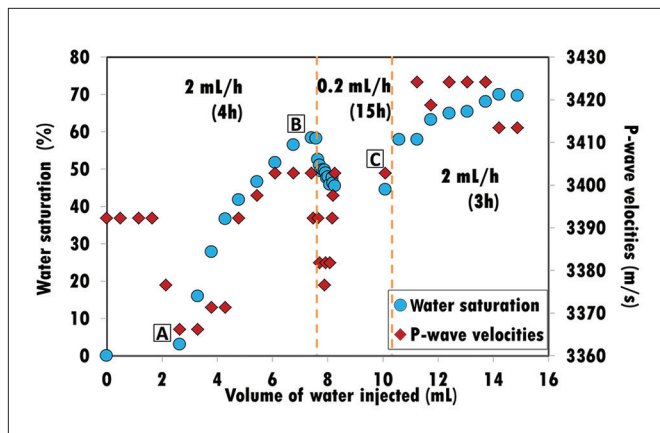 80
70
60
50
40
30
20
10
0
Water saturation (%)
2 mL/h
(4h)
0.2 mL/h
(15h)
2 mL/h
(3h)
A
B
C
Water saturation
P-wave velocities
3430
3420
3410
3400
3390
3380
3370
3360
P-wave velocities (m/s)
0 2 4 6 8 10 12 14 16
Volume of water injected (mL)